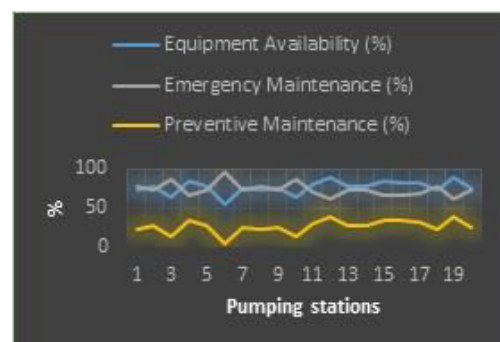 Equipment Availability (%)
Emergency Maintenance (%)
Preventive Maintenance (%)
100
50
0
%
1 3 5 7 9 11 13 15 17 19
Pumping stations